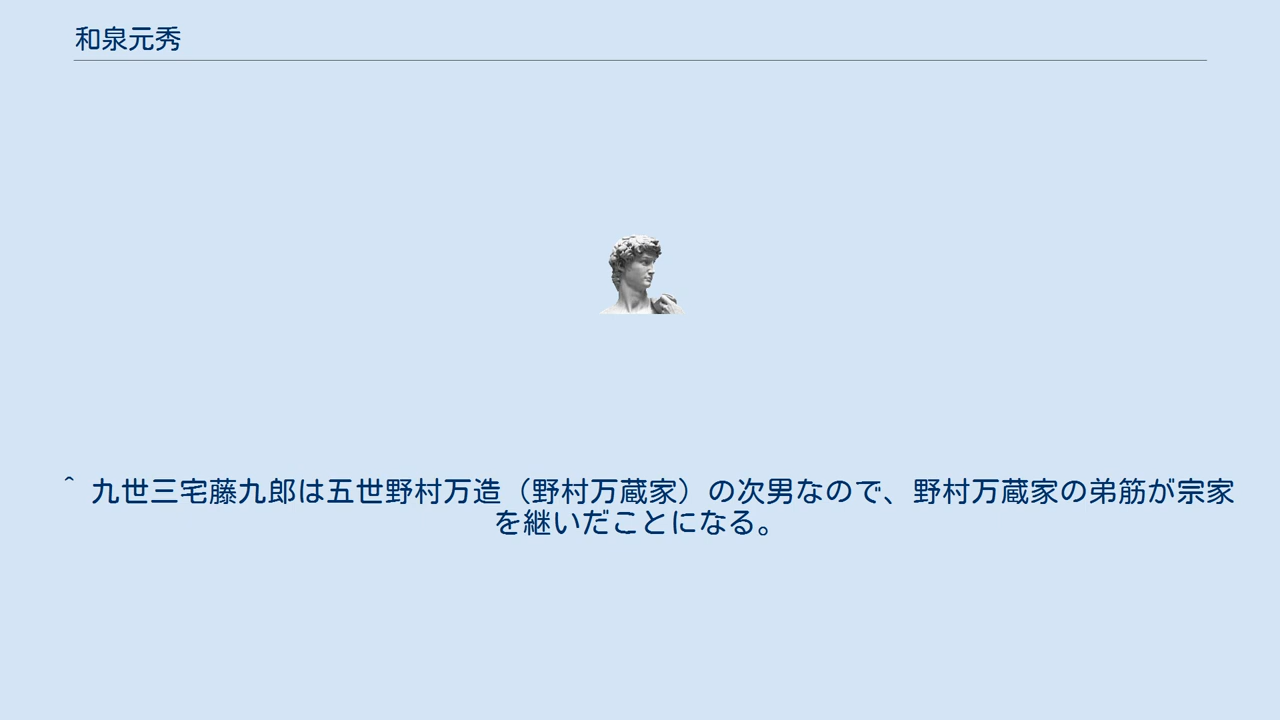 和泉元秀
^ 九世三宅藤九郎は五世野村万造（野村万蔵家）の次男なので、野村万蔵家の弟筋が宗家
を継いだことになる。